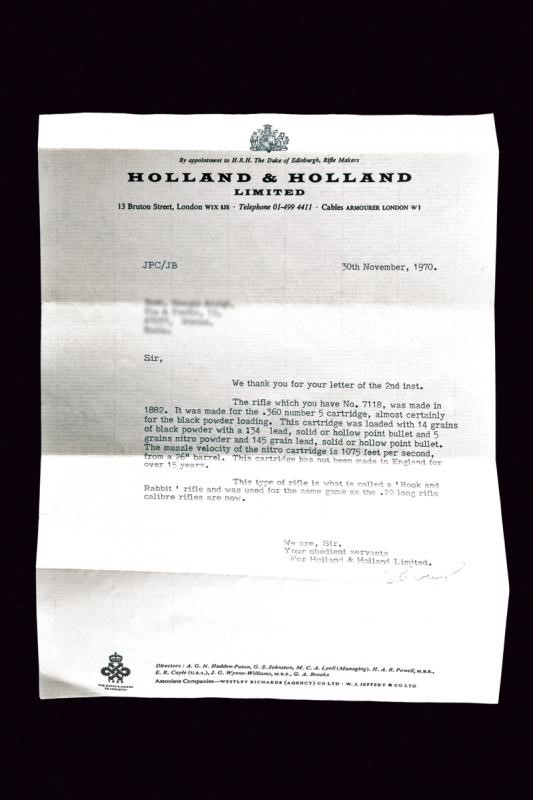 By appointment to H.R.H. The Duke of Edinburgh, Rifle Makers
HOLLAND & HOLLAND
LIMITED
13 Bruton Street, London W1X 8JS · Telephone 01-499 4411 · Cables ARMOURER LONDON W1
JPC/JB 30th November, 1970.
Sir,
We thank you for your letter of the 2nd inst.
The rifle which you have No. 7118, was made in
1882. It was made for the .360 number 5 cartridge, almost certainly
for the black powder loading. This cartridge was loaded with 14 grains
of black powder with a 134 lead, solid or hollow point bullet and 5
grains nitro powder and 145 grain lead, solid or hollow point bullet.
The muzzle velocity of the nitro cartridge is 1075 feet per second,
from a 26" barrel. This cartridge has not been made in England for
over 15 years.
This type of rifle is what is called a 'Rook and
Rabbit' rifle and was used for the same game as the .22 long rifle
calibre rifles are now.
We are, Sir,
Your obedient servants
For Holland & Holland Limited.
Directors: A. G. N. Hadden-Paton, G. S. Johnston, M. C. A. Lyell (Managing). H. A. R. Powell, M.B.E.,
E. R. Coyle (U.S.A.), J. G. Wynne-Williams, M.B.E., G. A. Brooks
Associate Companies—WESTLEY RICHARDS (AGENCY) CO LTD · W. J. JEFFERY & CO LTD